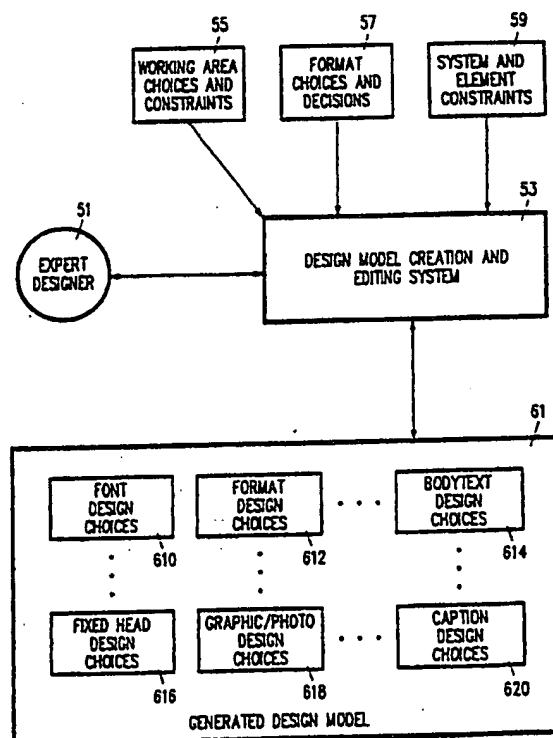 55
57
59
WORKING AREA
CHOICES AND
CONSTRAINTS
FORMAT
CHOICES AND
DECISIONS
SYSTEM AND
ELEMENT
CONSTRAINTS
51
53
EXPERT
DESIGNER
DESIGN MODEL CREATION AND
EDITING SYSTEM
61
FONT
DESIGN
CHOICES
610
FORMAT
DESIGN
CHOICES
612
BODYTEXT
DESIGN
CHOICES
614
FIXED HEAD
DESIGN
CHOICES
616
GRAPHIC/PHOTO
DESIGN
CHOICES
618
CAPTION
DESIGN
CHOICES
620
GENERATED DESIGN MODEL